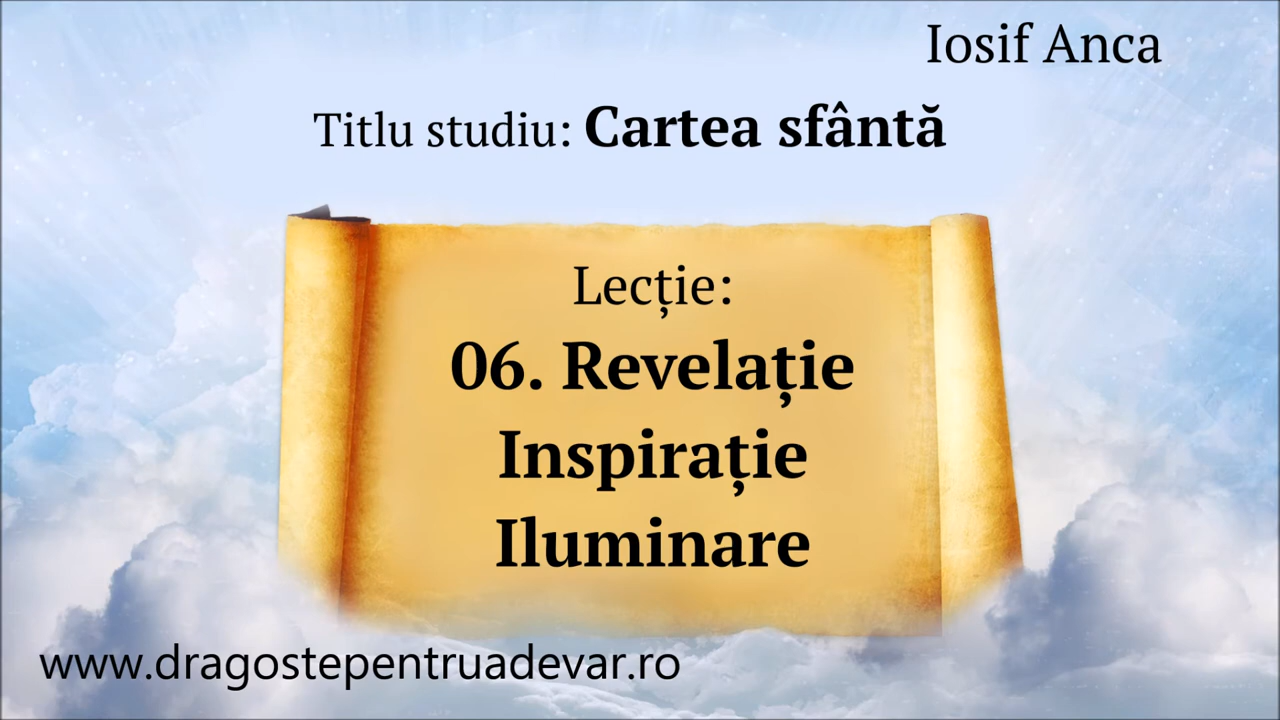 Iosif Anca
Titlu studiu: Cartea sfântă
Lecție:
06. Revelație
Inspirație
Iluminare
www.dragostepentruadevar.ro